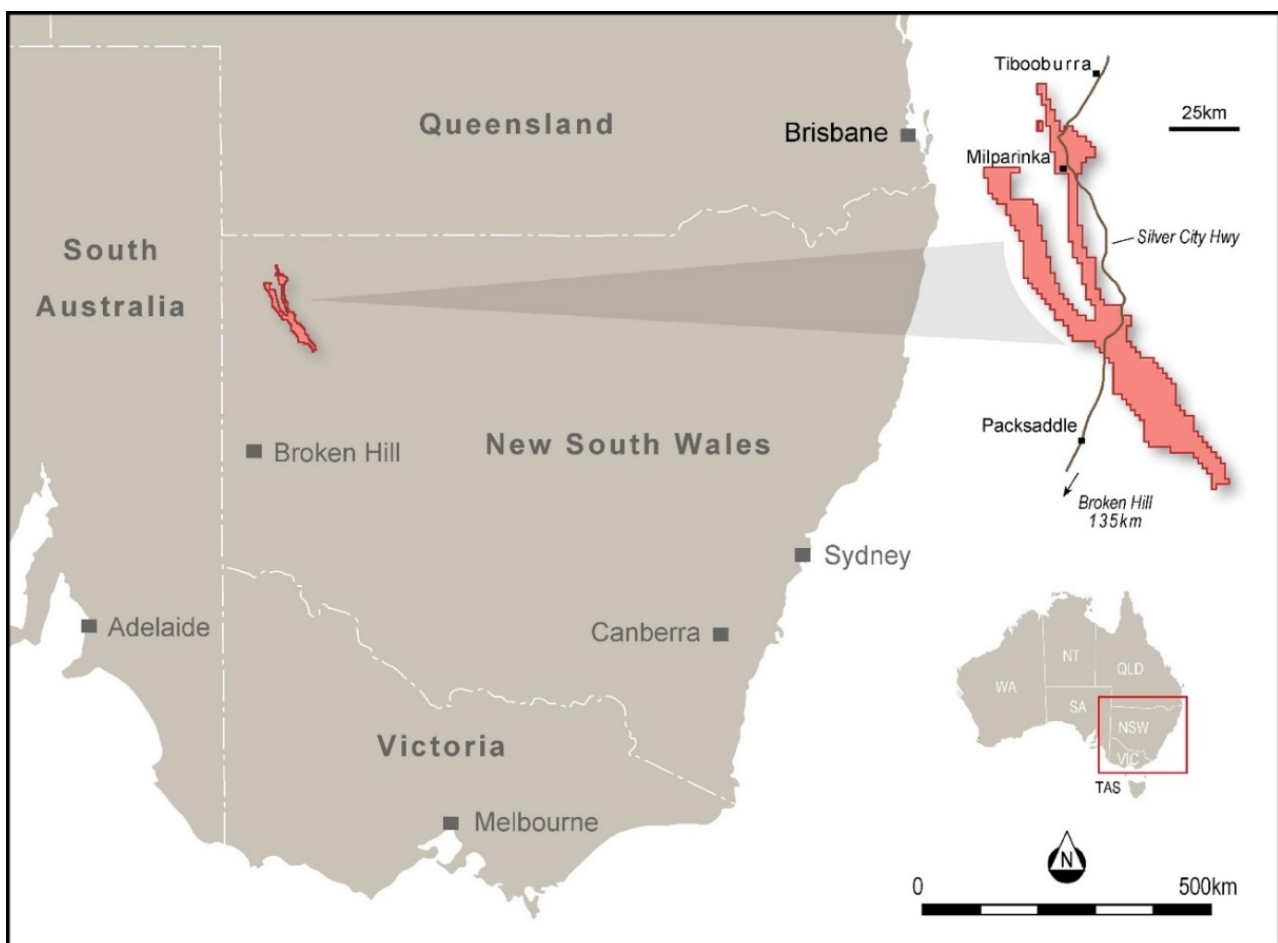 Queensland
Brisbane
South
Australia
Broken Hill
New South Wales
Sydney
Adelaide
Canberra
Victoria
Melbourne
Tibooburra
25km
Milparinka
Silver City Hwy
Packsaddle
Broken Hill
135km
NT
QLD
WA
SA
NSW
VIC
TAS
N
0 500km